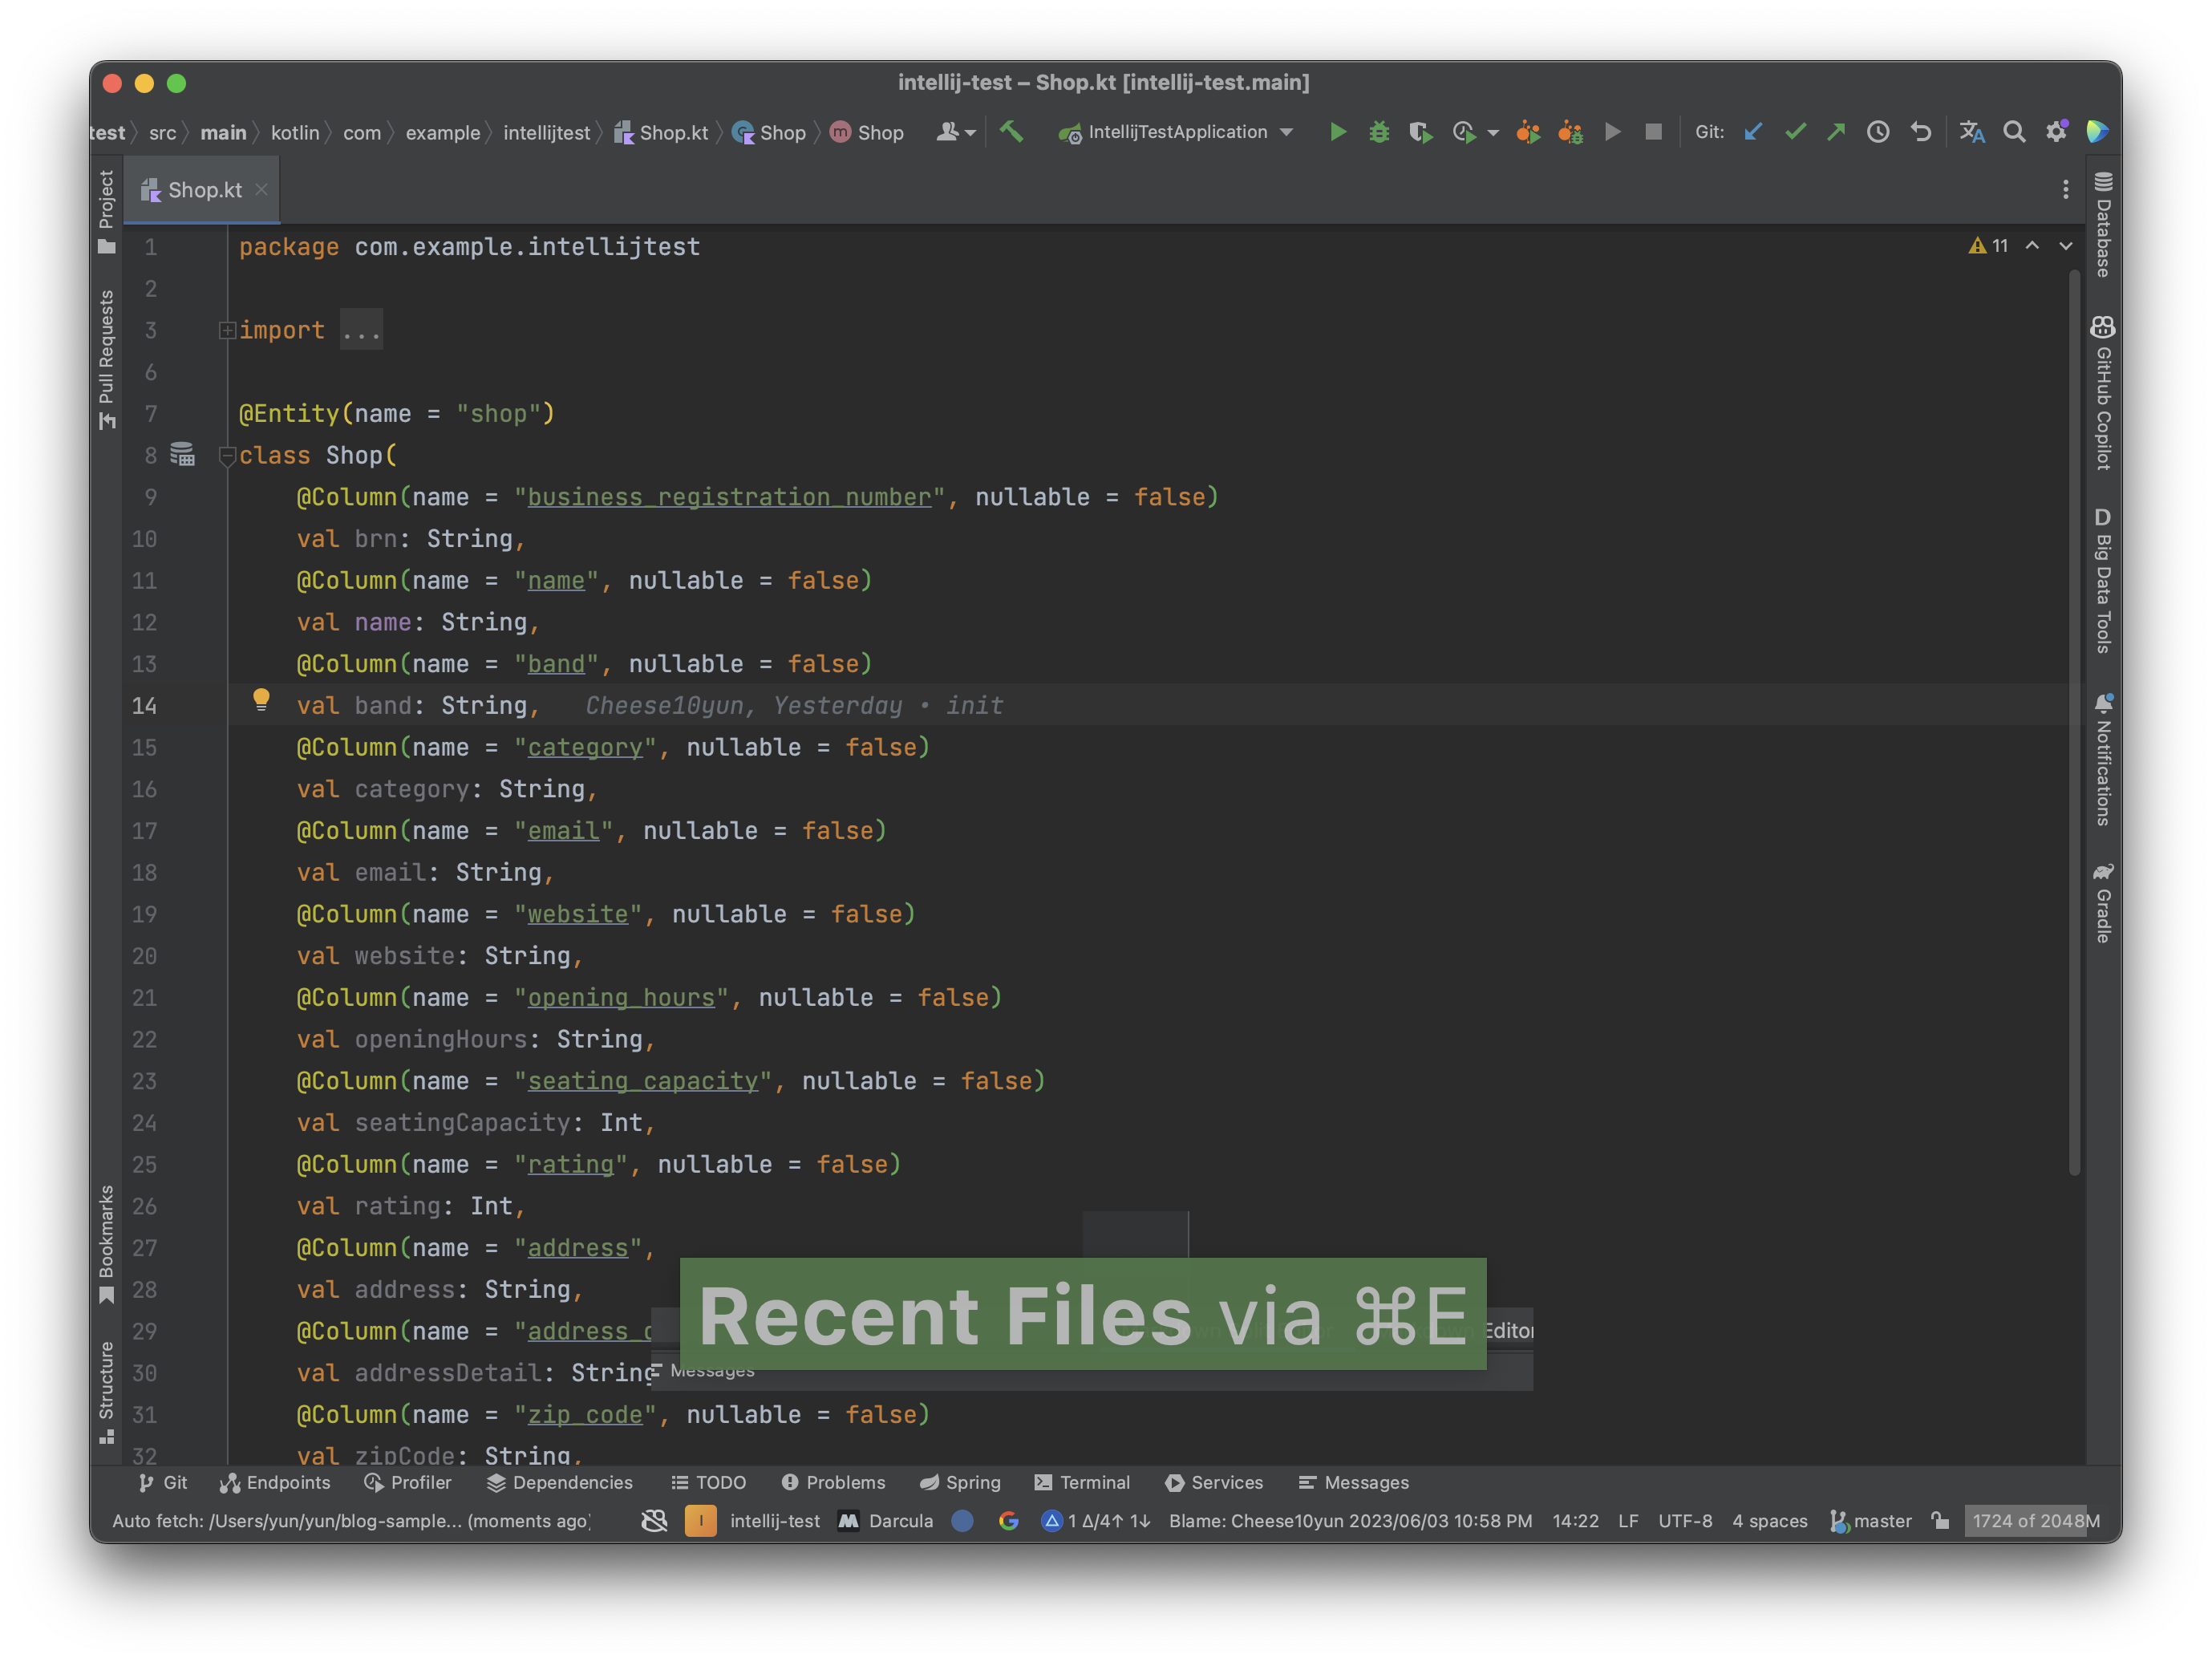 intellij-test – Shop.kt [intellij-test.main]
test src main kotlin com example intellijtest Shop.kt Shop Shop IntellijTestApplication Git:
Shop.kt
Project
Pull Requests
Bookmarks
Structure
1 package com.example.intellijtest
2
3 import ...
6
7 @Entity(name = "shop")
8 class Shop(
9 @Column(name = "business_registration_number", nullable = false)
10 val brn: String,
11 @Column(name = "name", nullable = false)
12 val name: String,
13 @Column(name = "band", nullable = false)
14 val band: String, Cheese10yun, Yesterday • init
15 @Column(name = "category", nullable = false)
16 val category: String,
17 @Column(name = "email", nullable = false)
18 val email: String,
19 @Column(name = "website", nullable = false)
20 val website: String,
21 @Column(name = "opening_hours", nullable = false)
22 val openingHours: String,
23 @Column(name = "seating_capacity", nullable = false)
24 val seatingCapacity: Int,
25 @Column(name = "rating", nullable = false)
26 val rating: Int,
27 @Column(name = "address",
28 val address: String,
29 @Column(name = "address_
30 val addressDetail: String
31 @Column(name = "zip_code", nullable = false)
32 val zipCode: String,
11
Recent Files via ⌘E
Editor
Messages
Database
GitHub Copilot
D Big Data Tools
Notifications
Gradle
Git Endpoints Profiler Dependencies TODO Problems Spring Terminal Services Messages
Auto fetch: /Users/yun/yun/blog-sample... (moments ago) I intellij-test Darcula G 1 Δ/4↑ 1↓ Blame: Cheese10yun 2023/06/03 10:58 PM 14:22 LF UTF-8 4 spaces master 1724 of 2048M